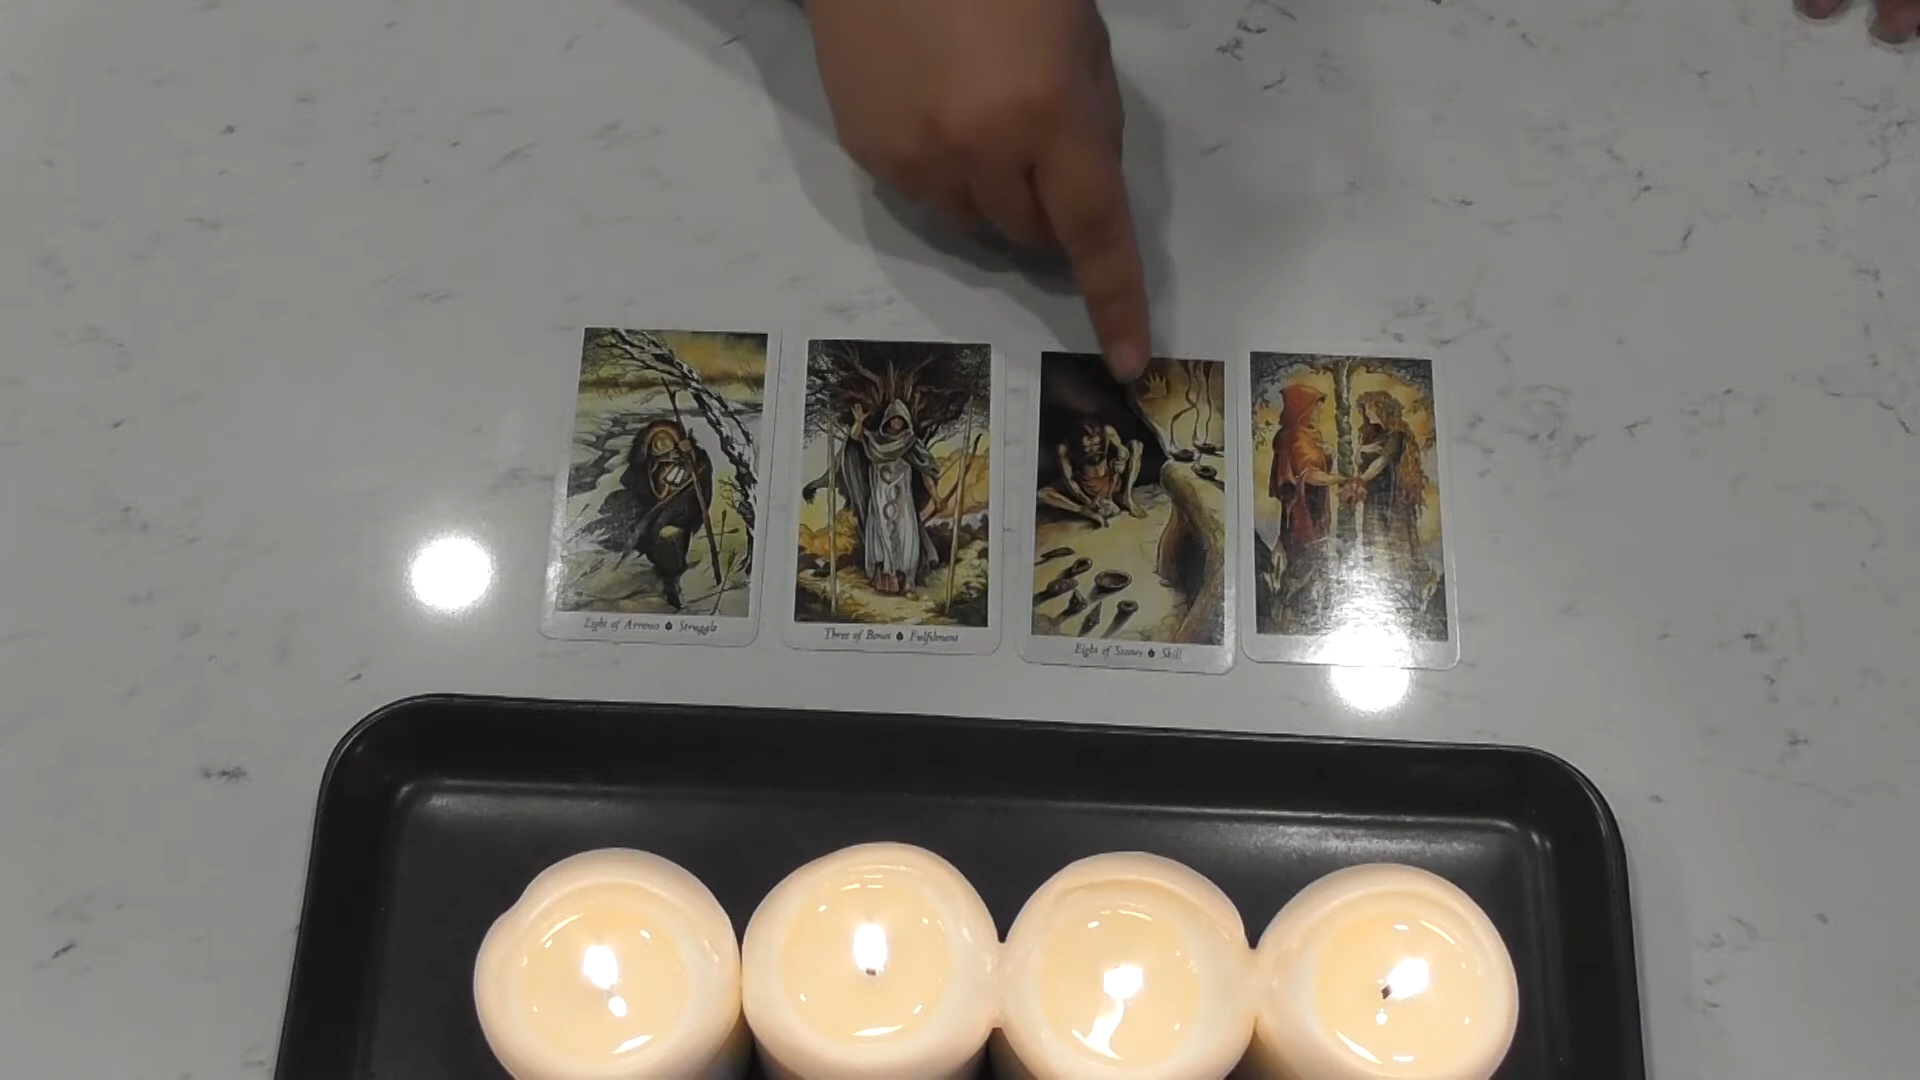 Eight of Arrows Struggle
Three of Bows Fulfilment
Eight of Stones Skill